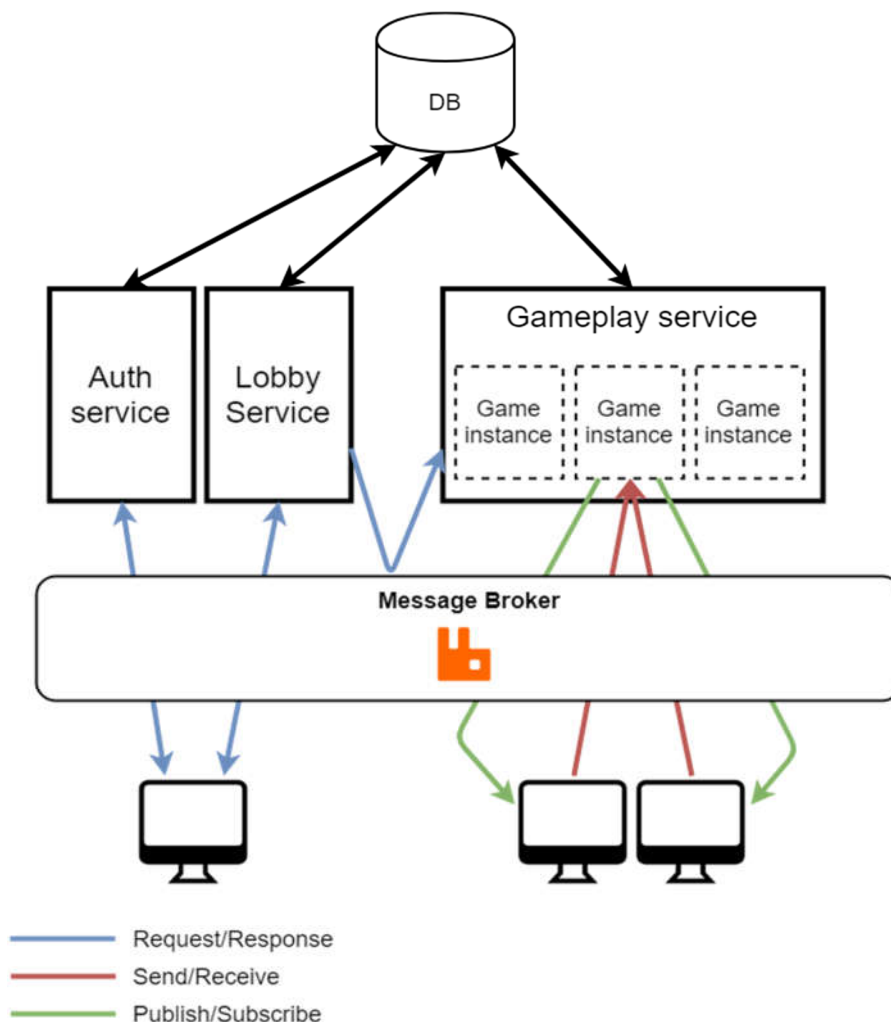 DB
Auth
service
Lobby
Service
Gameplay service
Game
instance
Game
instance
Game
instance
Message Broker
Request/Response
Send/Receive
Publish/Subscribe